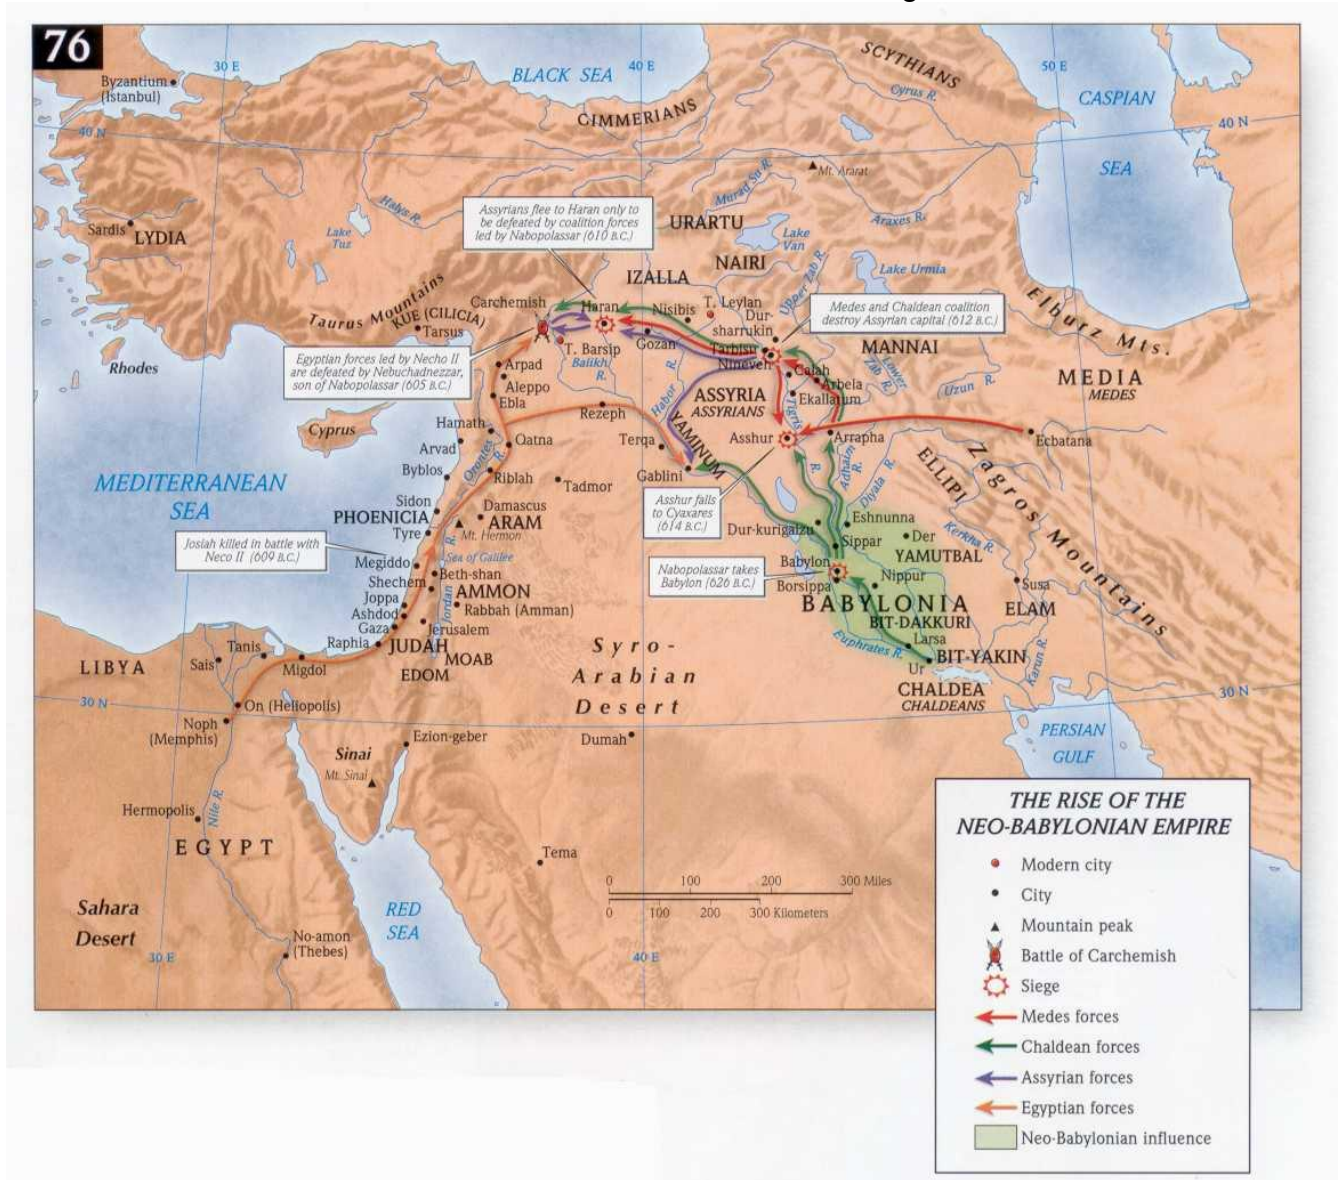 76
30 E
BLACK SEA
40 E
SCYTHIANS
50 E
Byzantium
(Istanbul)
Cyrus R.
CASPIAN
SEA
CIMMERIANS
40 N
40 N
Mt. Ararat
Murad Su R.
Halys R.
Araxes R.
Assyrians flee to Haran only to
be defeated by coalition forces
led by Nabopolassar (610 B.C.)
URARTU
Sardis
LYDIA
Lake
Tuz
Lake
Van
NAIRI
Upper Zab R.
Lake Urmia
IZALLA
Elburz Mts.
Taurus Mountains
Carchemish
Haran
Nisibis
T. Leylan
Dur-
sharrukin
Medes and Chaldean coalition
destroy Assyrian capital (612 B.C.)
KUE (CILICIA)
Tarsus
Gozan
Tarbisu
MANNAI
T. Barsip
Nineveh
Egyptian forces led by Necho II
are defeated by Nebuchadnezzar,
son of Nabopolassar (605 B.C.)
Rhodes
Arpad
Balikh
R.
Calah
Lower
Zab R.
Uzun R.
MEDIA
MEDES
Aleppo
Habor R.
Arbela
Ebla
ASSYRIA
ASSYRIANS
Ekallatum
Tigris
R.
Rezeph
Cyprus
Hamath
YAMINUM
Arvad
Qatna
Terqa
Asshur
Arrapha
Ecbatana
Orontes
R.
Byblos
Riblah
Gablini
Adhaim
R.
Diyala R.
ELLIPI
Zagros Mountains
MEDITERRANEAN
SEA
Tadmor
Sidon
Damascus
Asshur falls
to Cyaxares
(614 B.C.)
PHOENICIA
ARAM
Tyre
Mt. Hermon
Dur-kurigalzu
Eshnunna
Kerkha R.
Josiah killed in battle with
Neco II (609 B.C.)
Sippar
Der
YAMUTBAL
Megiddo
Sea of Galilee
Nabopolassar takes
Babylon (626 B.C.)
Babylon
Borsippa
Nippur
Shechem
Beth-shan
Susa
Joppa
AMMON
BABYLONIA
ELAM
Ashdod
Jordan
R.
Rabbah (Amman)
BIT-DAKKURI
Gaza
Jerusalem
Euphrates R.
Larsa
Raphia
JUDAH
Syro-
Arabian
Desert
Karun R.
Tanis
MOAB
BIT-YAKIN
LIBYA
Sais
Migdol
EDOM
Ur
CHALDEA
CHALDEANS
30 N
On (Heliopolis)
30 N
Noph
(Memphis)
Ezion-geber
Dumah
PERSIAN
GULF
Sinai
Mt. Sinai
Hermopolis
Nile R.
EGYPT
Tema
Sahara
Desert
RED
SEA
No-amon
(Thebes)
30 E
40 E
0 100 200 300 Miles
0 100 200 300 Kilometers
THE RISE OF THE
NEO-BABYLONIAN EMPIRE
Modern city
City
Mountain peak
Battle of Carchemish
Siege
Medes forces
Chaldean forces
Assyrian forces
Egyptian forces
Neo-Babylonian influence